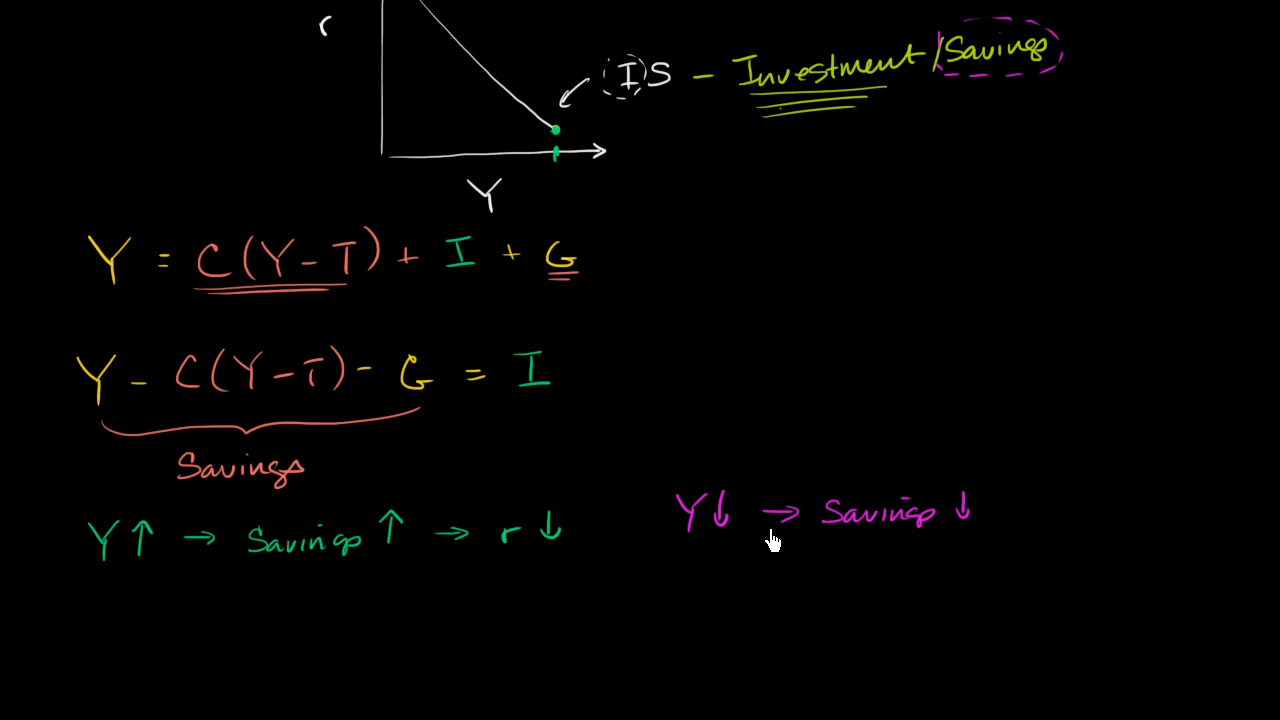 r
IS - Investment/Savings
Y
Y = C(Y-T) + I + G
Y - C(Y-T) - G = I
Savings
Y↑ → Savings ↑ → r ↓
Y↓ → Savings ↓